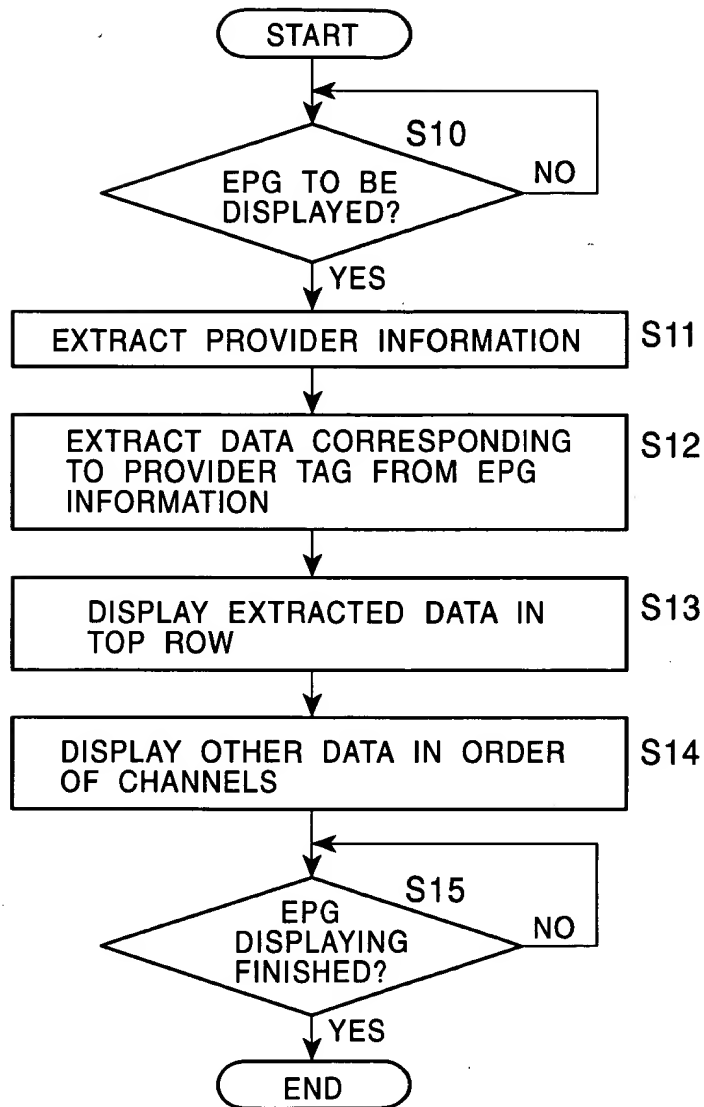 START
S10
EPG TO BE
DISPLAYED?
NO
YES
EXTRACT PROVIDER INFORMATION
S11
EXTRACT DATA CORRESPONDING
TO PROVIDER TAG FROM EPG
INFORMATION
S12
DISPLAY EXTRACTED DATA IN
TOP ROW
S13
DISPLAY OTHER DATA IN ORDER
OF CHANNELS
S14
S15
EPG
DISPLAYING
FINISHED?
NO
YES
END